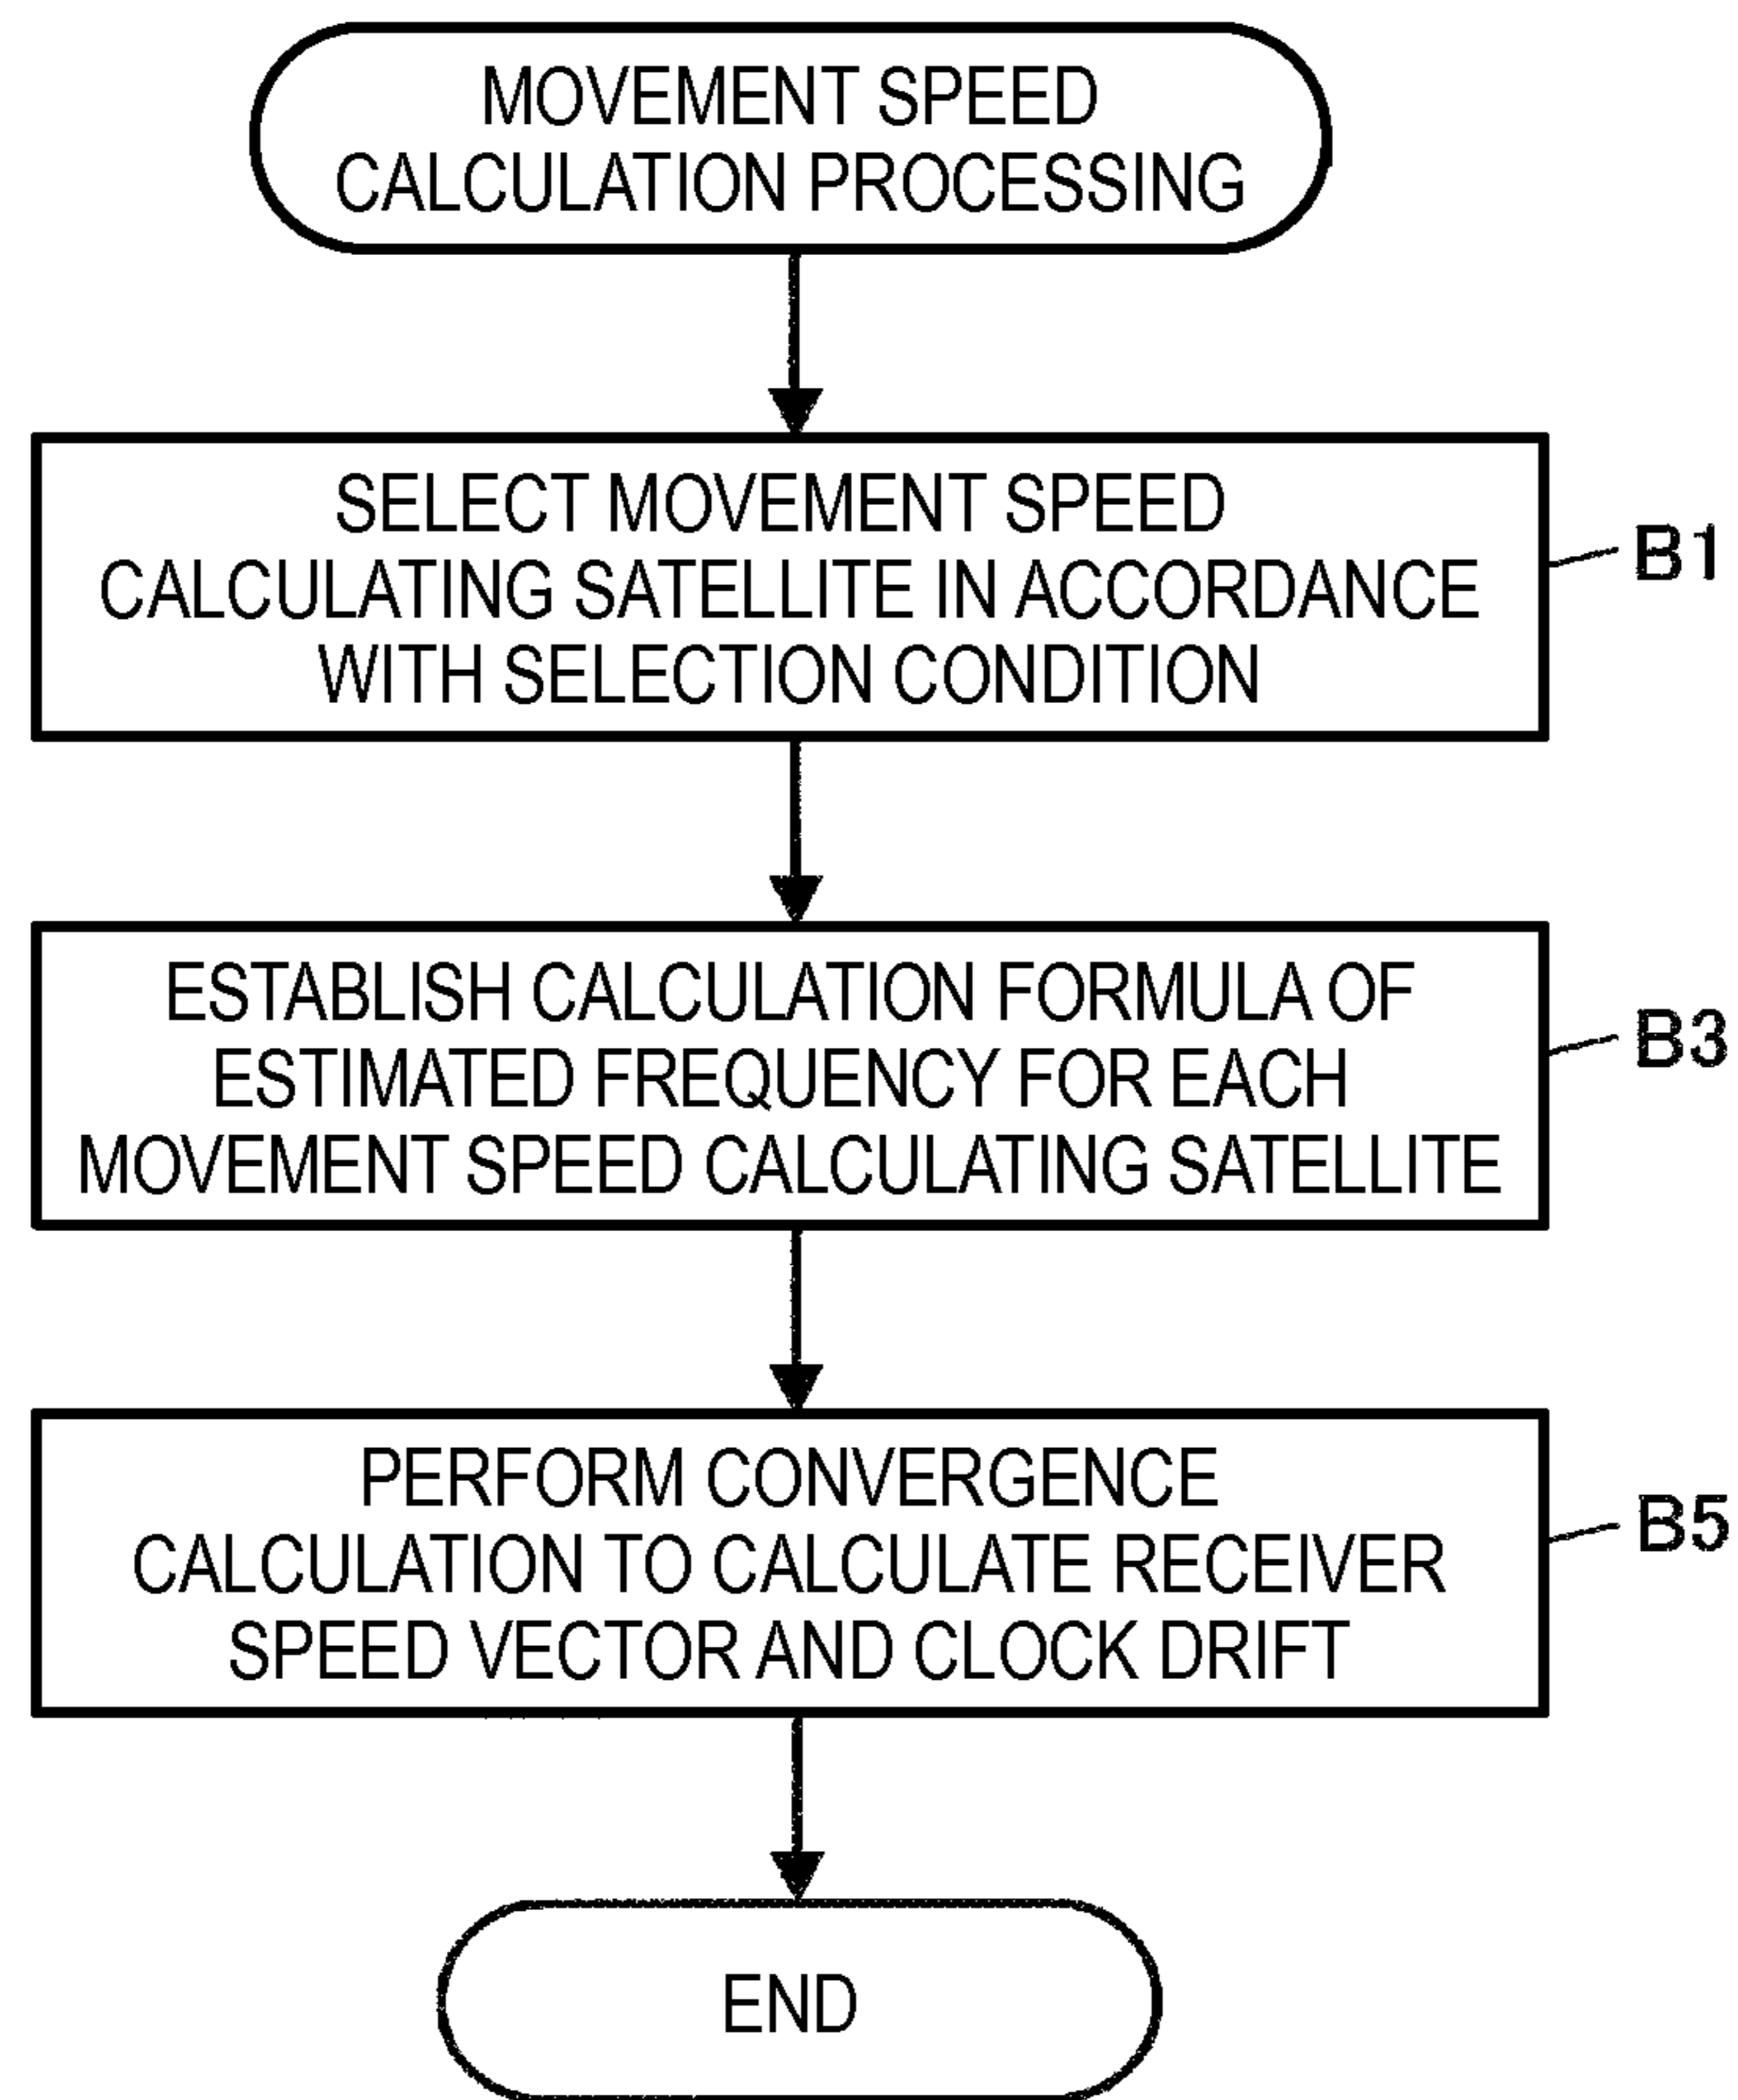 MOVEMENT SPEED
CALCULATION PROCESSING
SELECT MOVEMENT SPEED
CALCULATING SATELLITE IN ACCORDANCE
WITH SELECTION CONDITION
B1
ESTABLISH CALCULATION FORMULA OF
ESTIMATED FREQUENCY FOR EACH
MOVEMENT SPEED CALCULATING SATELLITE
B3
PERFORM CONVERGENCE
CALCULATION TO CALCULATE RECEIVER
SPEED VECTOR AND CLOCK DRIFT
B5
END